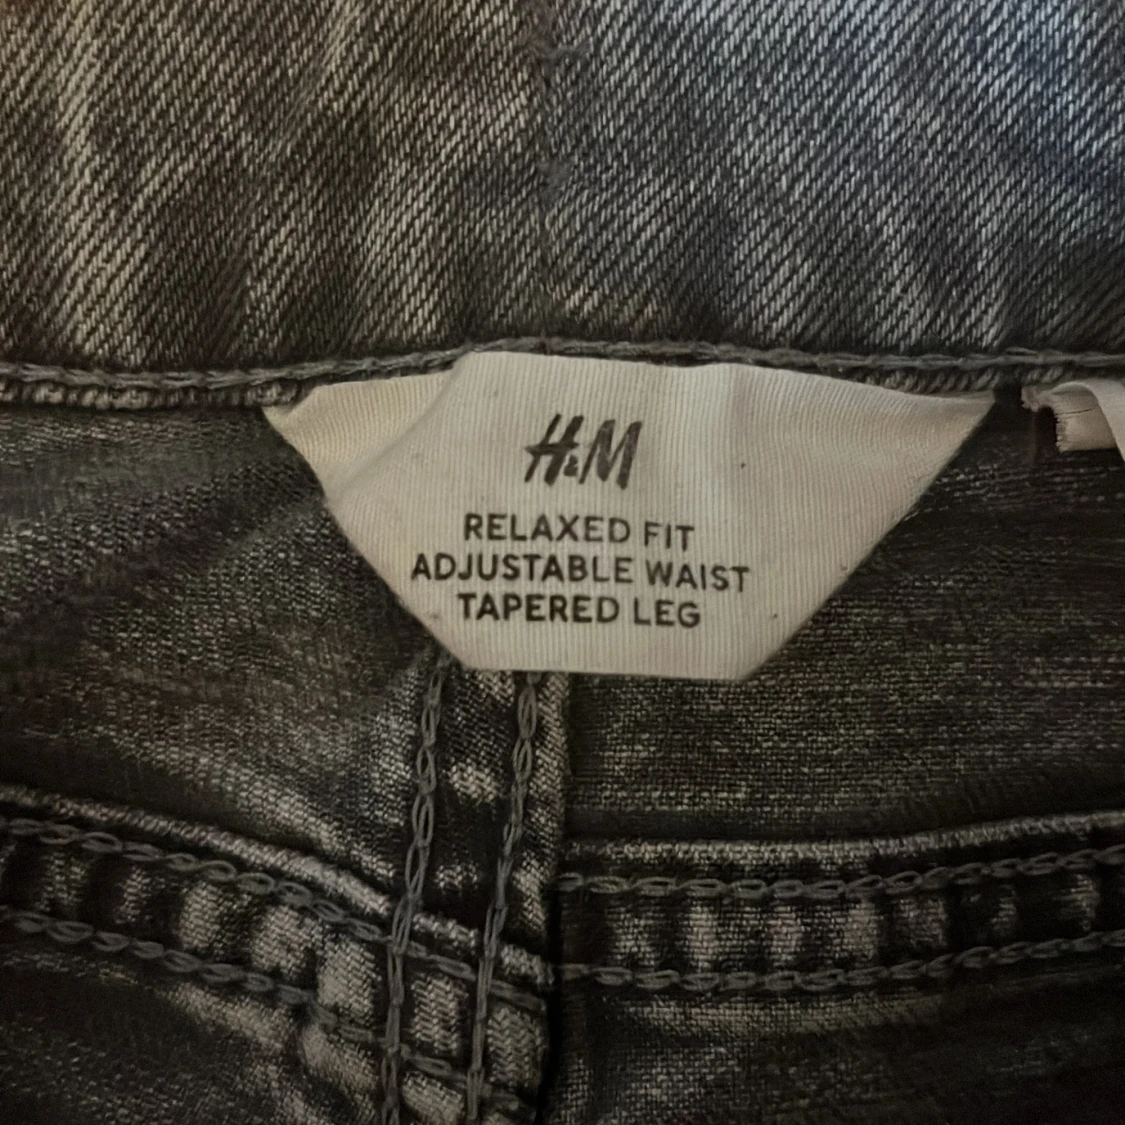 H&M
RELAXED FIT
ADJUSTABLE WAIST
TAPERED LEG